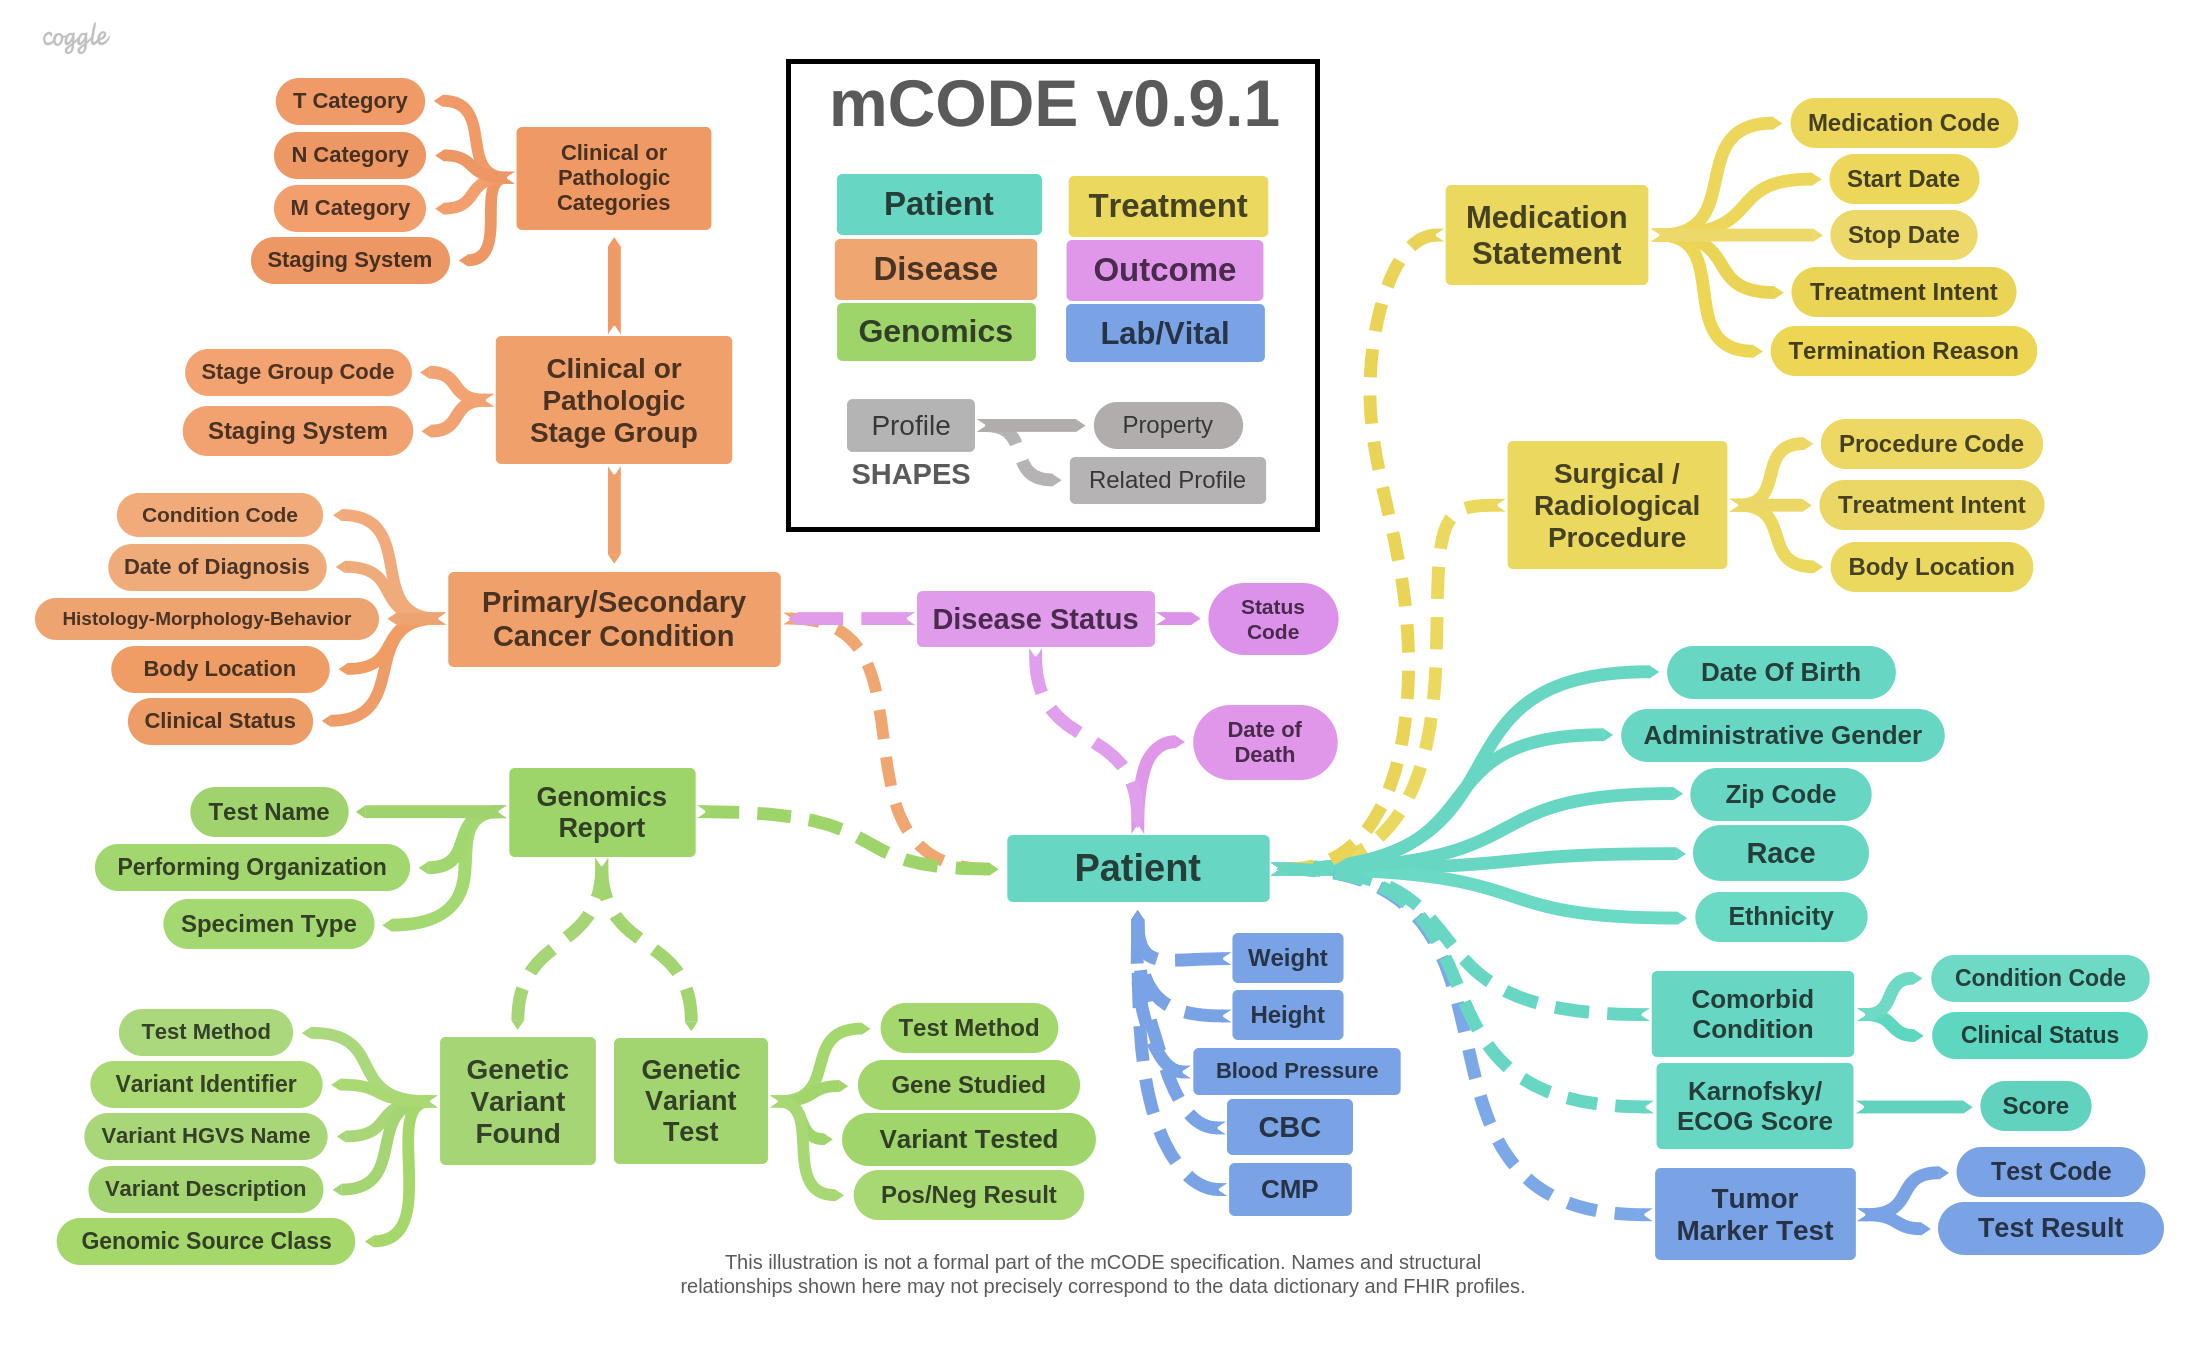 coggle
mCODE v0.9.1
Patient
Treatment
Disease
Outcome
Genomics
Lab/Vital
Profile
Property
SHAPES
Related Profile
T Category
N Category
M Category
Staging System
Clinical or
Pathologic
Categories
Stage Group Code
Staging System
Clinical or
Pathologic
Stage Group
Condition Code
Date of Diagnosis
Histology-Morphology-Behavior
Body Location
Clinical Status
Primary/Secondary
Cancer Condition
Disease Status
Status
Code
Date of
Death
Medication
Statement
Medication Code
Start Date
Stop Date
Treatment Intent
Termination Reason
Surgical /
Radiological
Procedure
Procedure Code
Treatment Intent
Body Location
Test Name
Performing Organization
Specimen Type
Genomics
Report
Patient
Date Of Birth
Administrative Gender
Zip Code
Race
Ethnicity
Test Method
Variant Identifier
Variant HGVS Name
Variant Description
Genomic Source Class
Genetic
Variant
Found
Genetic
Variant
Test
Test Method
Gene Studied
Variant Tested
Pos/Neg Result
Weight
Height
Blood Pressure
CBC
CMP
Comorbid
Condition
Condition Code
Clinical Status
Karnofsky/
ECOG Score
Score
Tumor
Marker Test
Test Code
Test Result
This illustration is not a formal part of the mCODE specification. Names and structural
relationships shown here may not precisely correspond to the data dictionary and FHIR profiles.